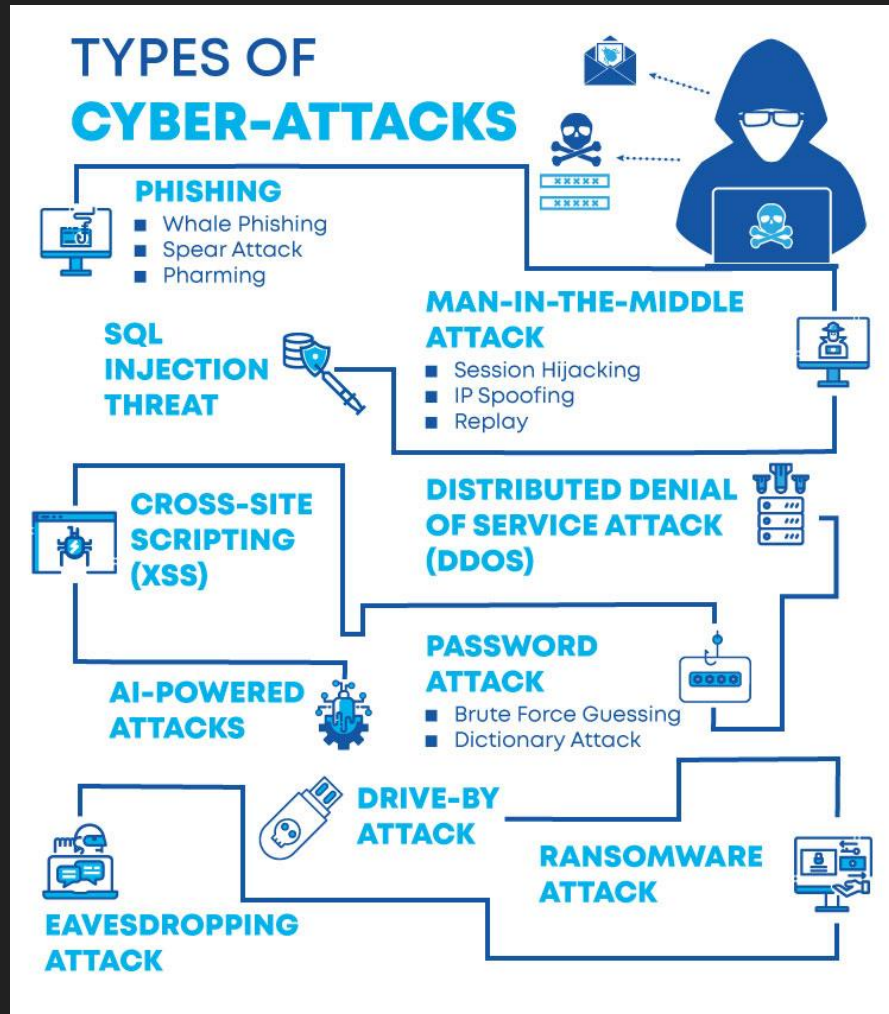 TYPES OF
CYBER-ATTACKS
xxxxx
xxxxx
PHISHING
■ Whale Phishing
■ Spear Attack
■ Pharming
MAN-IN-THE-MIDDLE
ATTACK
■ Session Hijacking
■ IP Spoofing
■ Replay
SQL
INJECTION
THREAT
CROSS-SITE
SCRIPTING
(XSS)
DISTRIBUTED DENIAL
OF SERVICE ATTACK
(DDOS)
PASSWORD
ATTACK
■ Brute Force Guessing
■ Dictionary Attack
AI-POWERED
ATTACKS
DRIVE-BY
ATTACK
RANSOMWARE
ATTACK
EAVESDROPPING
ATTACK